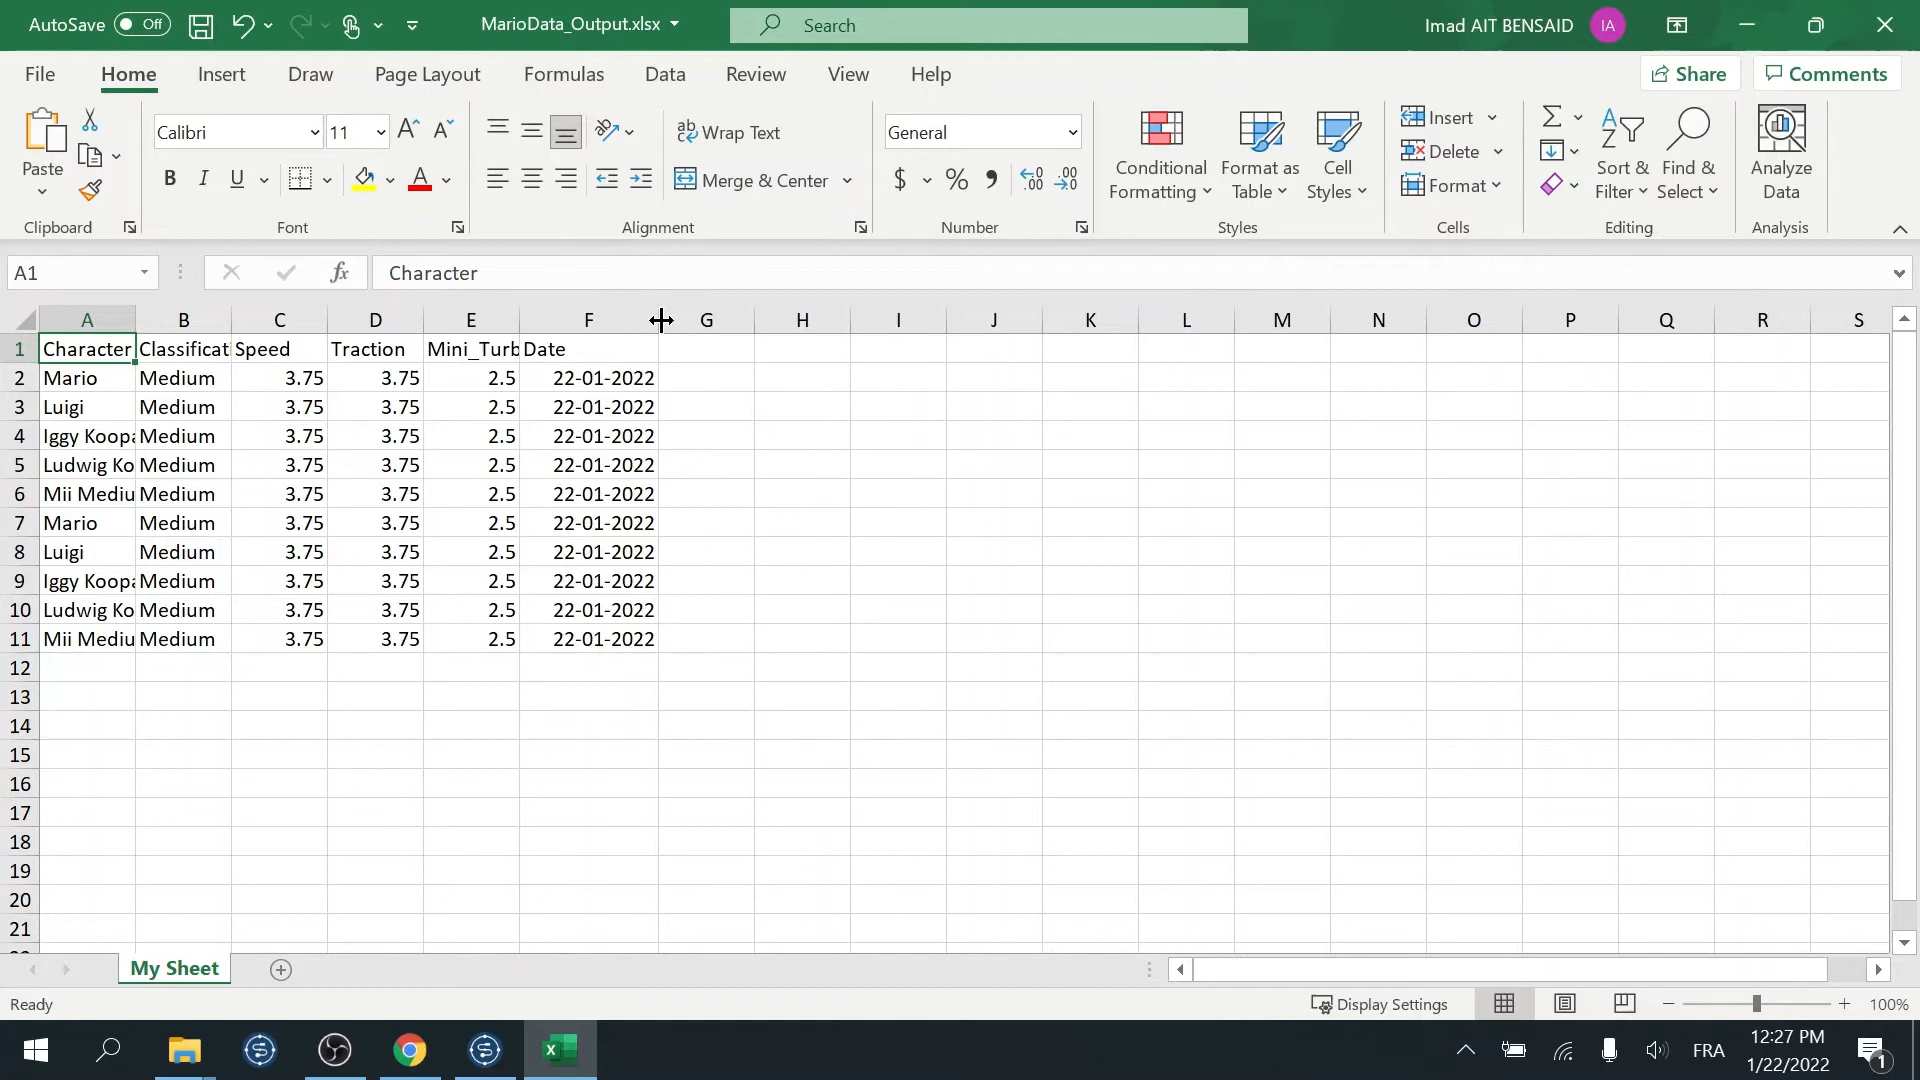 AutoSave Off MarioData_Output.xlsx Search Imad AIT BENSAID IA
File Home Insert Draw Page Layout Formulas Data Review View Help Share Comments
Paste
Calibri 11
B I U A
ab Wrap Text
Merge & Center
General
$ % .00 .00
Conditional Formatting
Format as Table
Cell Styles
Insert
Delete
Format
Sort & Filter
Find & Select
Analyze Data
Clipboard Font Alignment Number Styles Cells Editing Analysis
A1 fx Character
A B C D E F G H I J K L M N O P Q R S
1 Character Classificati Speed Traction Mini_Turb Date
2 Mario Medium 3.75 3.75 2.5 22-01-2022
3 Luigi Medium 3.75 3.75 2.5 22-01-2022
4 Iggy Koopa Medium 3.75 3.75 2.5 22-01-2022
5 Ludwig Ko Medium 3.75 3.75 2.5 22-01-2022
6 Mii Mediu Medium 3.75 3.75 2.5 22-01-2022
7 Mario Medium 3.75 3.75 2.5 22-01-2022
8 Luigi Medium 3.75 3.75 2.5 22-01-2022
9 Iggy Koopa Medium 3.75 3.75 2.5 22-01-2022
10 Ludwig Ko Medium 3.75 3.75 2.5 22-01-2022
11 Mii Mediu Medium 3.75 3.75 2.5 22-01-2022
12
13
14
15
16
17
18
19
20
21
My Sheet
Ready Display Settings 100%
FRA 12:27 PM
1/22/2022 1